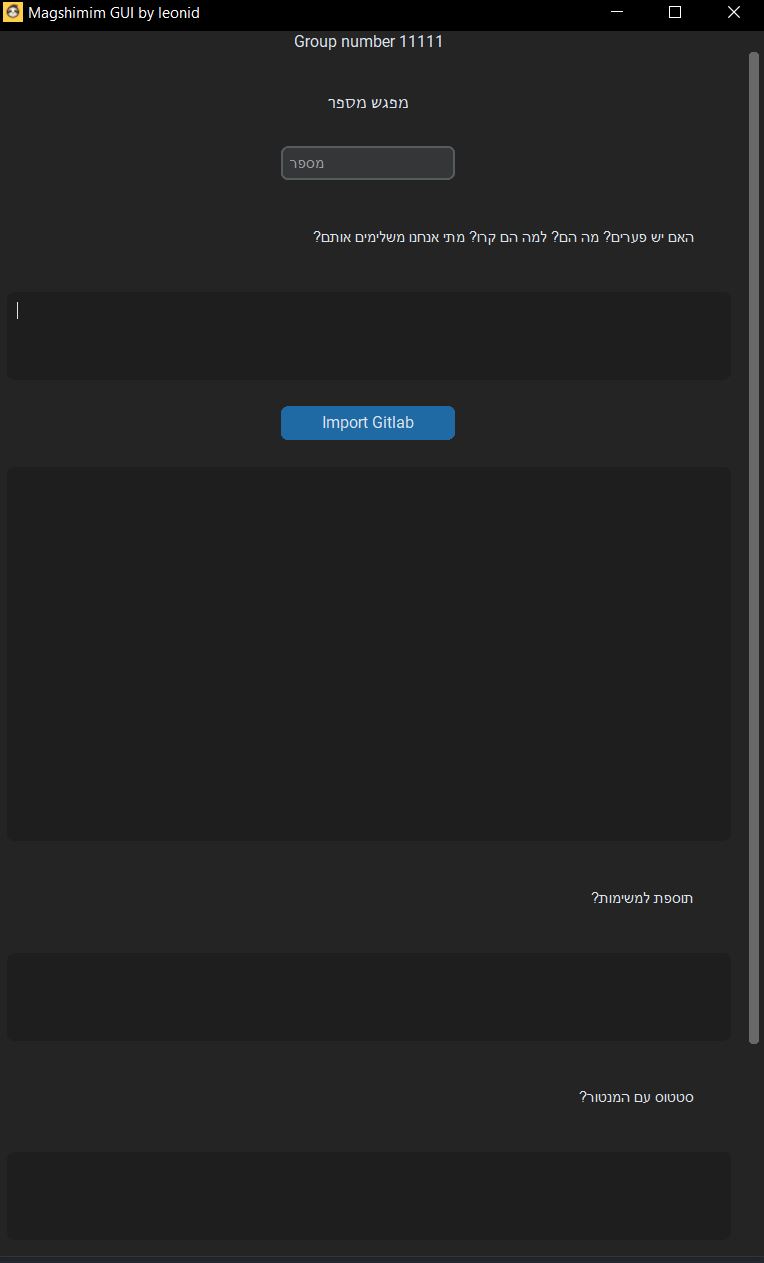 Magshimim GUI by leonid
Group number 11111
מפגש מספר
מספר
האם יש פערים? מה הם? למה הם קרו? מתי אנחנו משלימים אותם?
Import Gitlab
תוספת למשימות?
סטטוס עם המנטור?